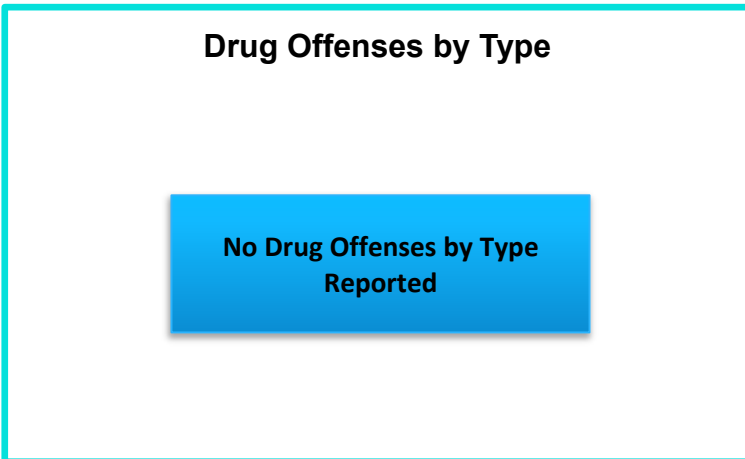 Drug Offenses by Type
No Drug Offenses by Type
Reported